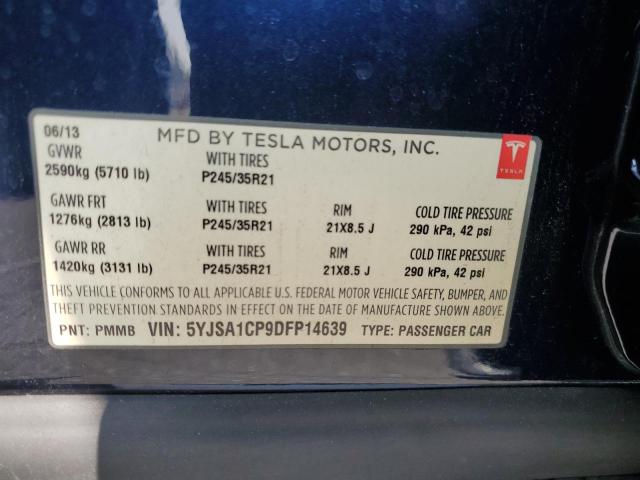 06/13 MFD BY TESLA MOTORS, INC.
GVWR WITH TIRES
2590kg (5710 lb) P245/35R21
TESLA
GAWR FRT WITH TIRES RIM COLD TIRE PRESSURE
1276kg (2813 lb) P245/35R21 21X8.5 J 290 kPa, 42 psi
GAWR RR WITH TIRES RIM COLD TIRE PRESSURE
1420kg (3131 lb) P245/35R21 21X8.5 J 290 kPa, 42 psi
THIS VEHICLE CONFORMS TO ALL APPLICABLE U.S. FEDERAL MOTOR VEHICLE SAFETY, BUMPER, AND
THEFT PREVENTION STANDARDS IN EFFECT ON THE DATE OF MANUFACTURE SHOWN ABOVE.
PNT: PMMB VIN: 5YJSA1CP9DFP14639 TYPE: PASSENGER CAR